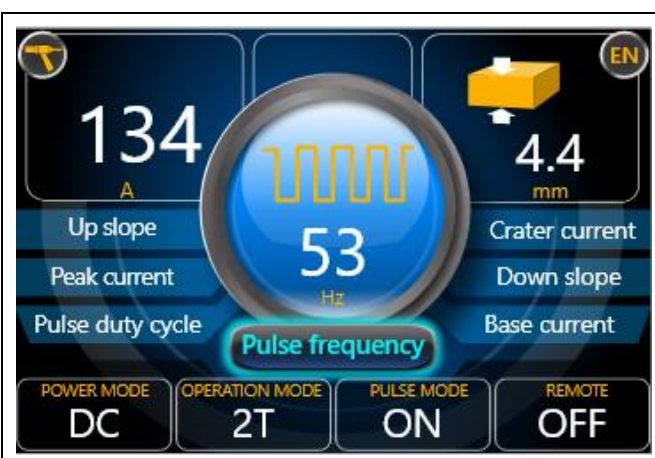 EN
134
A
4.4
mm
53
Hz
Up slope
Peak current
Pulse duty cycle
Crater current
Down slope
Base current
Pulse frequency
POWER MODE
DC
OPERATION MODE
2T
PULSE MODE
ON
REMOTE
OFF